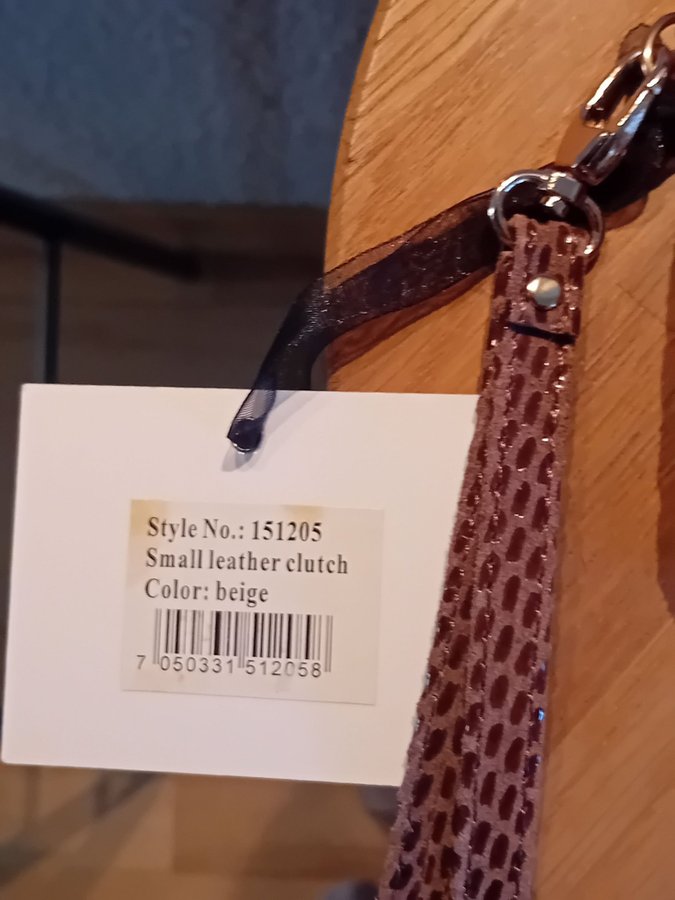 Style No.: 151205
Small leather clutch
Color: beige
7 050331 512058